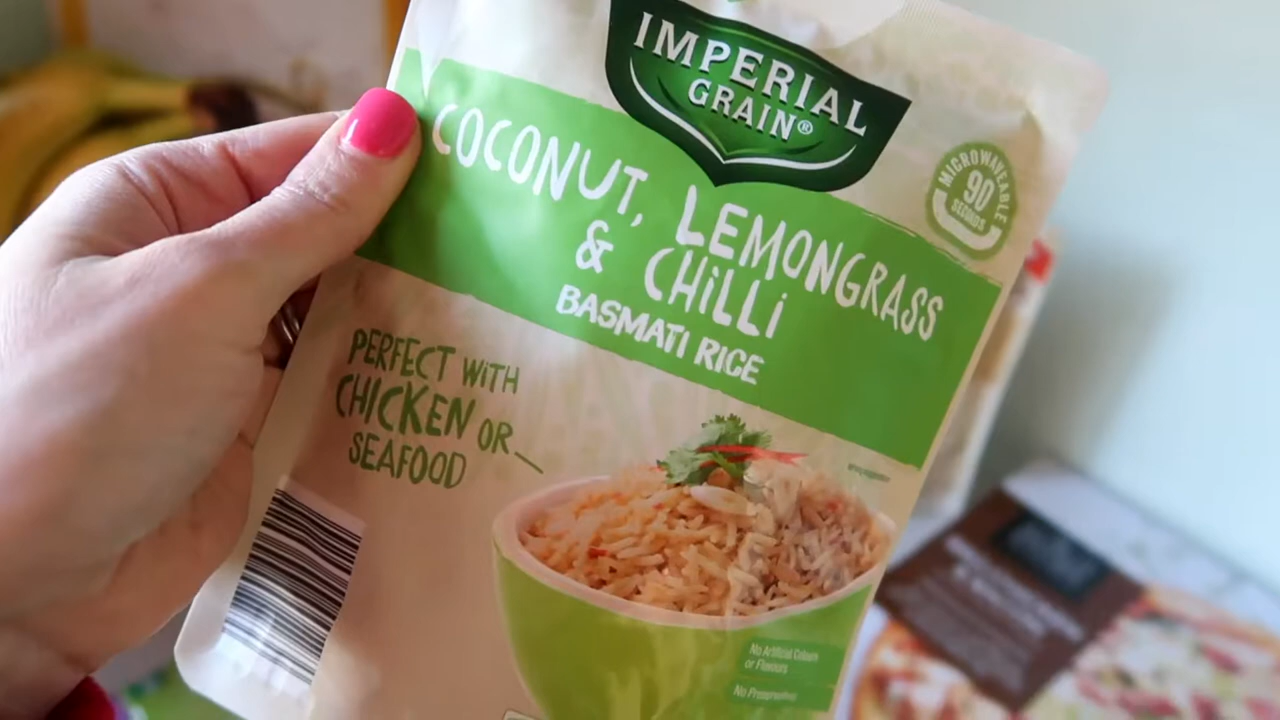 IMPERIAL
GRAIN®
COCONUT, LEMONGRASS
& CHiLLi
BASMATI RICE
MICROWAVEABLE
90
SECONDS
PERFECT WiTH
CHICKEN OR
SEAFOOD
No Artificial Colours
or Flavours
No Preservatives